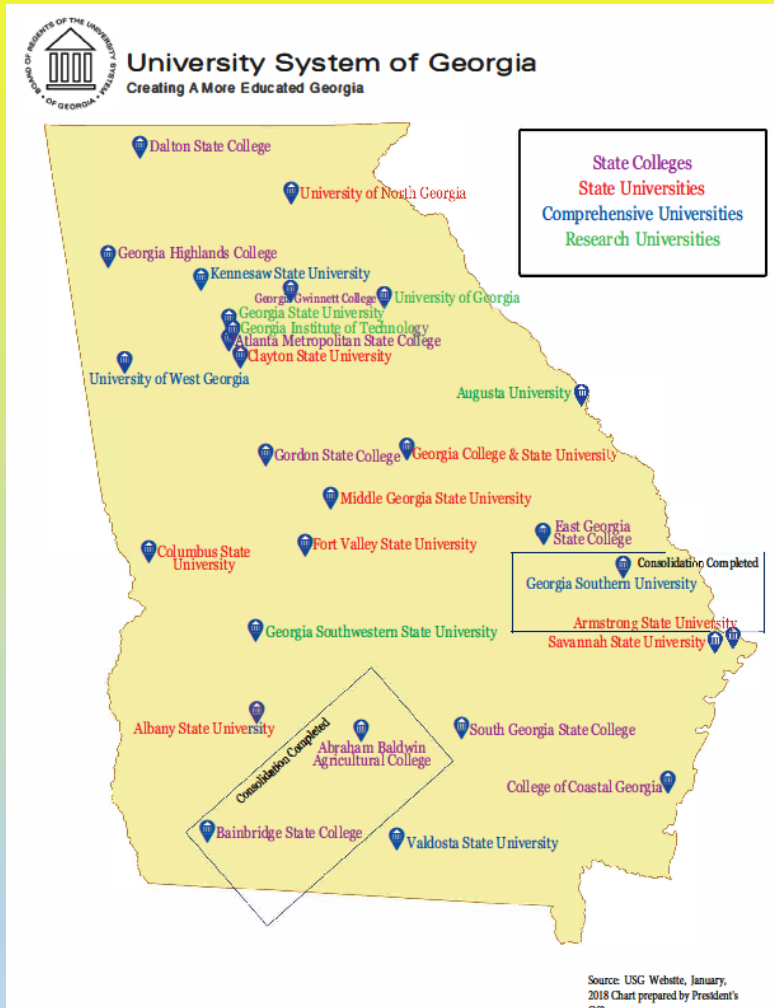 BOARD OF REGENTS OF THE UNIVERSITY SYSTEM
• OF GEORGIA •
University System of Georgia
Creating A More Educated Georgia
State Colleges
State Universities
Comprehensive Universities
Research Universities
Dalton State College
University of North Georgia
Georgia Highlands College
Kennesaw State University
Georgia Gwinnett College
University of Georgia
Georgia State University
Georgia Institute of Technology
Atlanta Metropolitan State College
Clayton State University
University of West Georgia
Augusta University
Gordon State College
Georgia College & State University
Middle Georgia State University
East Georgia
State College
Fort Valley State University
Columbus State
University
Consolidation Completed
Georgia Southern University
Armstrong State University
Savannah State University
Georgia Southwestern State University
Albany State University
Consolidation Completed
Abraham Baldwin
Agricultural College
South Georgia State College
College of Coastal Georgia
Bainbridge State College
Valdosta State University
Source: USG Website, January,
2018 Chart prepared by President's